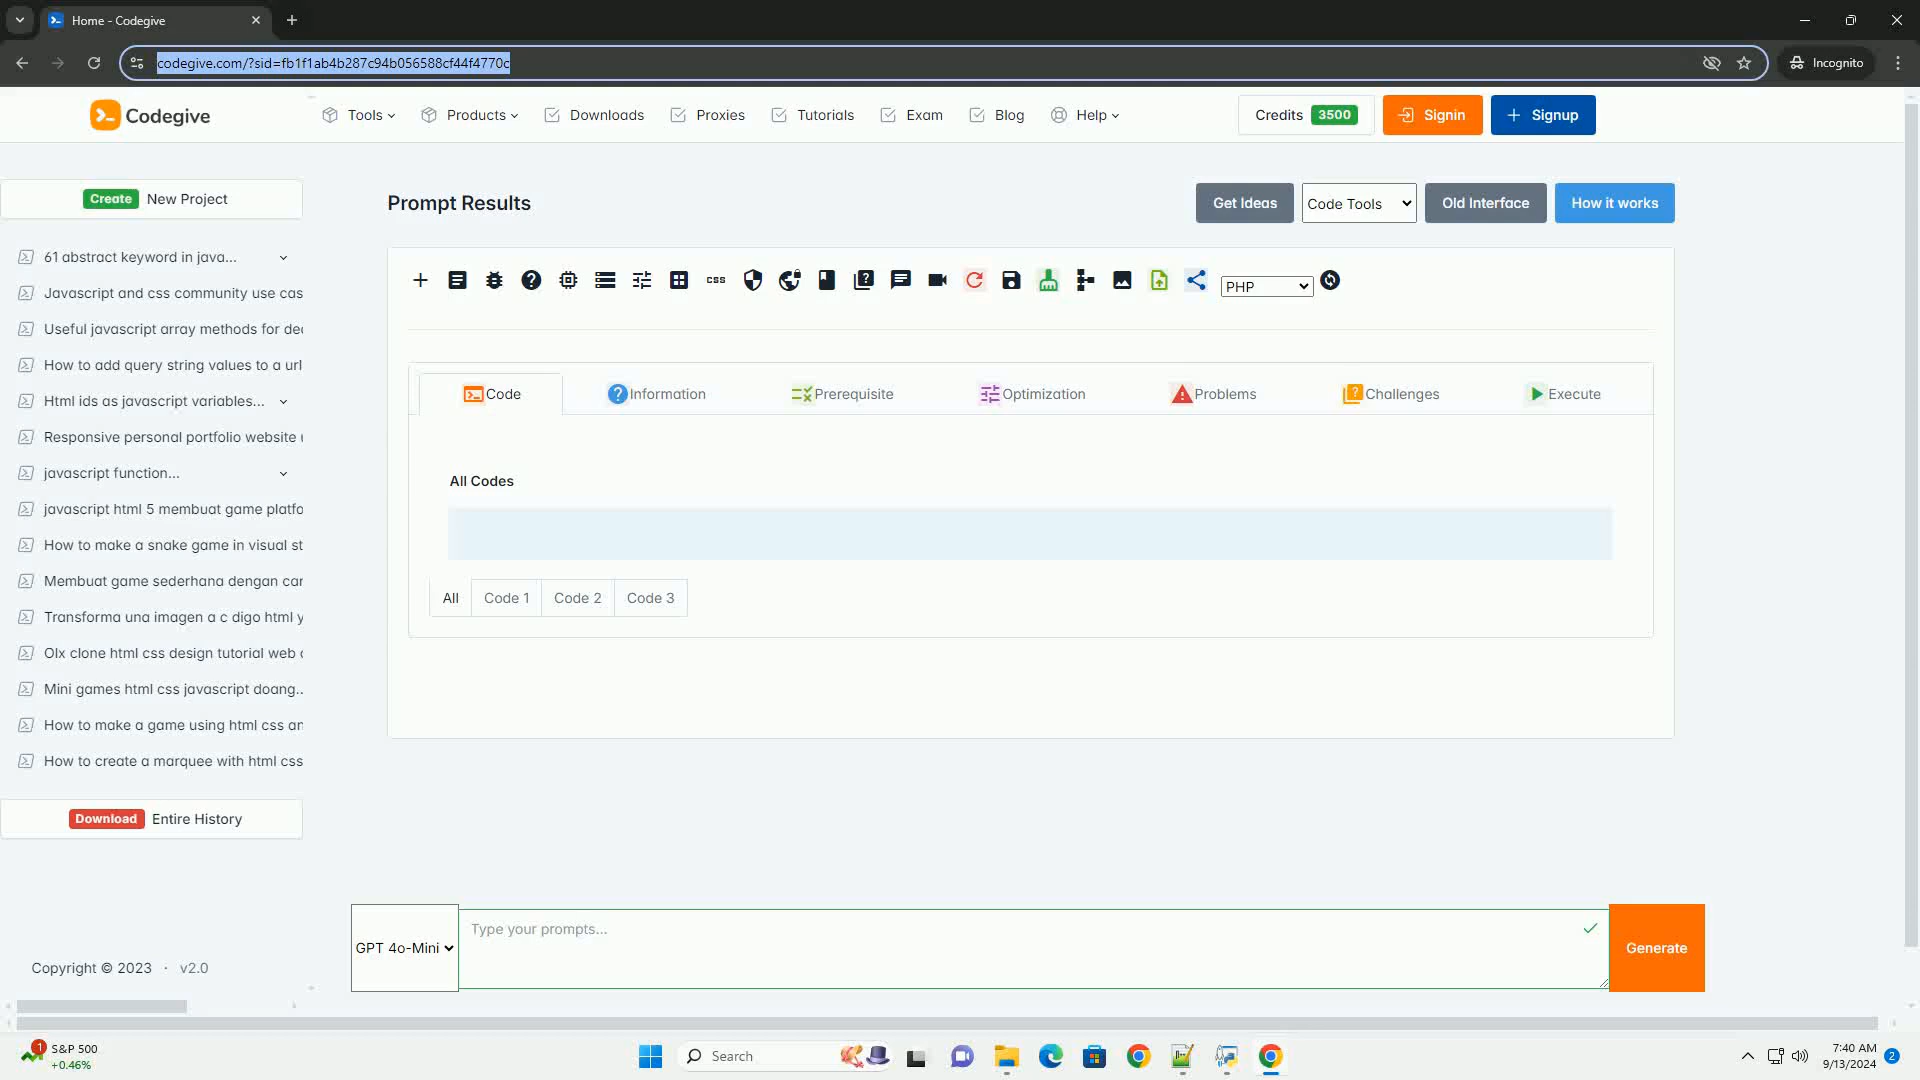 Home - Codegive
codegive.com/?sid=fb1f1ab4b287c94b056588cf44f4770c
Incognito
Codegive
Tools
Products
Downloads
Proxies
Tutorials
Exam
Blog
Help
Credits 3500
Signin
Signup
Create New Project
61 abstract keyword in java...
Javascript and css community use cas
Useful javascript array methods for de
How to add query string values to a url
Html ids as javascript variables...
Responsive personal portfolio website
javascript function...
javascript html 5 membuat game platfo
How to make a snake game in visual st
Membuat game sederhana dengan car
Transforma una imagen a c digo html y
Olx clone html css design tutorial web
Mini games html css javascript doang..
How to make a game using html css an
How to create a marquee with html css
Download Entire History
Copyright © 2023 · v2.0
Prompt Results
Get Ideas
Code Tools
Old Interface
How it works
css
PHP
Code
Information
Prerequisite
Optimization
Problems
Challenges
Execute
All Codes
All
Code 1
Code 2
Code 3
GPT 4o-Mini
Type your prompts...
Generate
1
S&P 500
+0.46%
Search
7:40 AM
9/13/2024
2